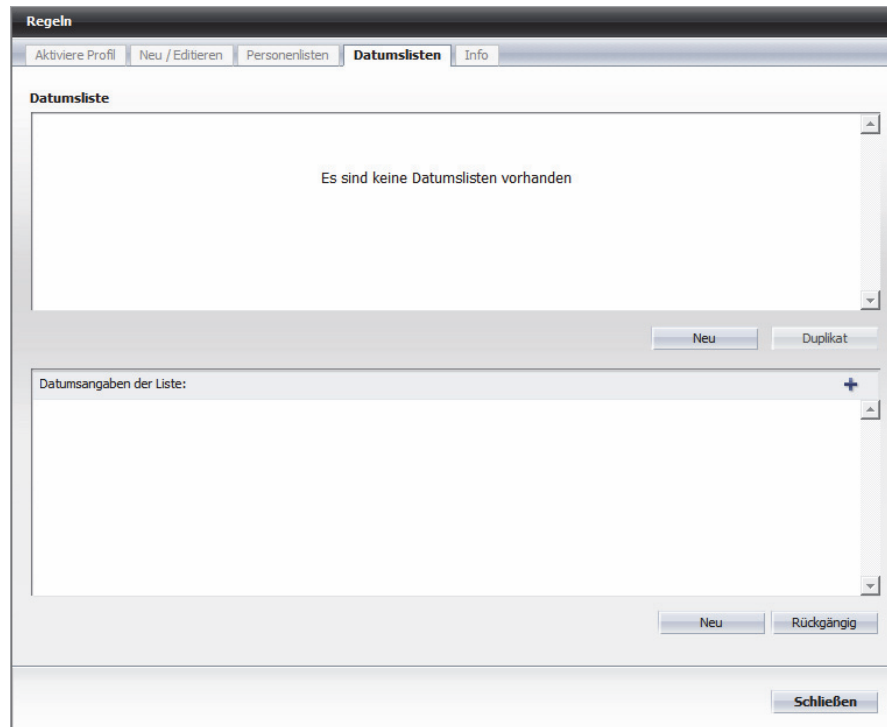 Regeln
Aktiviere Profil Neu / Editieren Personenlisten Datumslisten Info
Datumsliste
Es sind keine Datumslisten vorhanden
Neu Duplikat
Datumsangaben der Liste:
Neu Rückgängig
Schließen